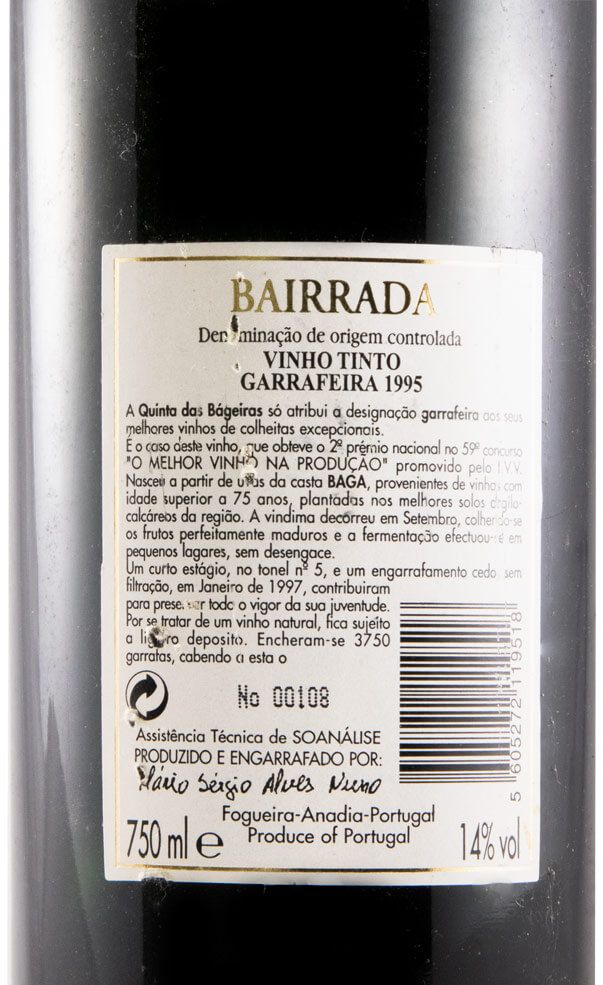 BAIRRADA
Denominação de origem controlada
VINHO TINTO
GARRAFEIRA 1995
A Quinta das Bágeiras só atribui a designação garrafeira aos seus
melhores vinhos de colheitas excepcionais.
É o caso deste vinho, que obteve o 2º prémio nacional no 59º concurso
"O MELHOR VINHO NA PRODUÇÃO" promovido pelo I.V.V.
Nasceu a partir de uvas da casta BAGA, provenientes de vinhas com
idade superior a 75 anos, plantadas nos melhores solos argilo-
calcáreos da região. A vindima decorreu em Setembro, colhendo-se
os frutos perfeitamente maduros e a fermentação efectuou-se em
pequenos lagares, sem desengace.
Um curto estágio, no tonel nº 5, e um engarrafamento cedo, sem
filtração, em Janeiro de 1997, contribuiram
para preservar todo o vigor da sua juventude.
Por se tratar de um vinho natural, fica sujeito
a ligeiro deposito. Encheram-se 3750
garrafas, cabendo a esta o
No 00108
Assistência Técnica de SOANÁLISE
PRODUZIDO E ENGARRAFADO POR:
Mário Sérgio Alves Nuno
Fogueira-Anadia-Portugal
Produce of Portugal
750 ml e
14% vol
5 605272 119518